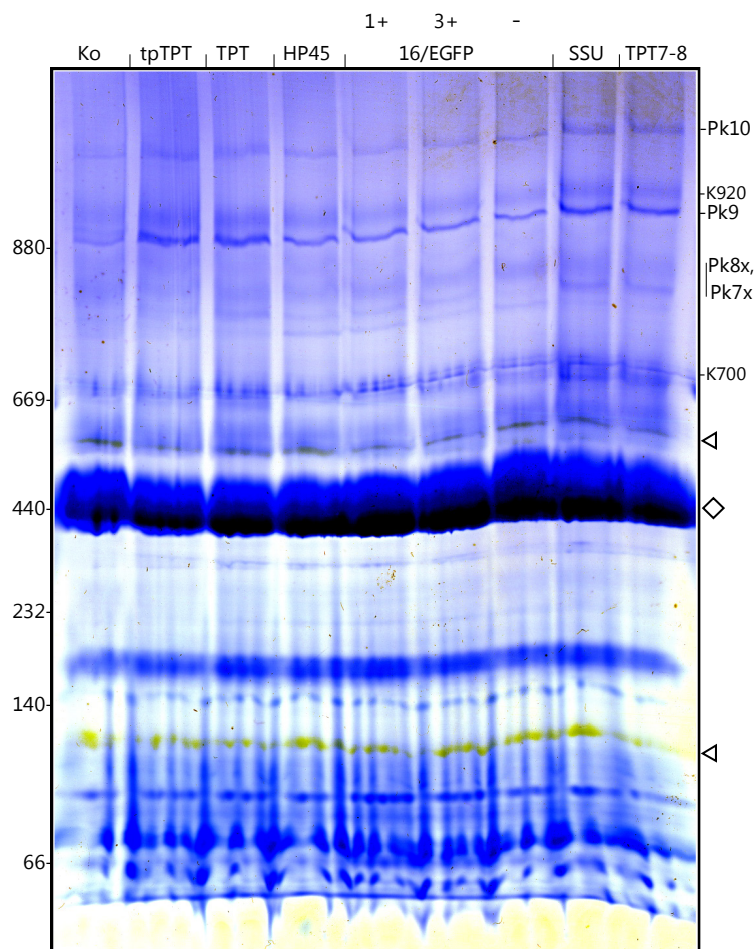 1+ 3+ -
Ko tpTPT TPT HP45 16/EGFP SSU TPT7-8
Pk10
K920
Pk9
880
Pk8x,
Pk7x
K700
669
440
232
140
66